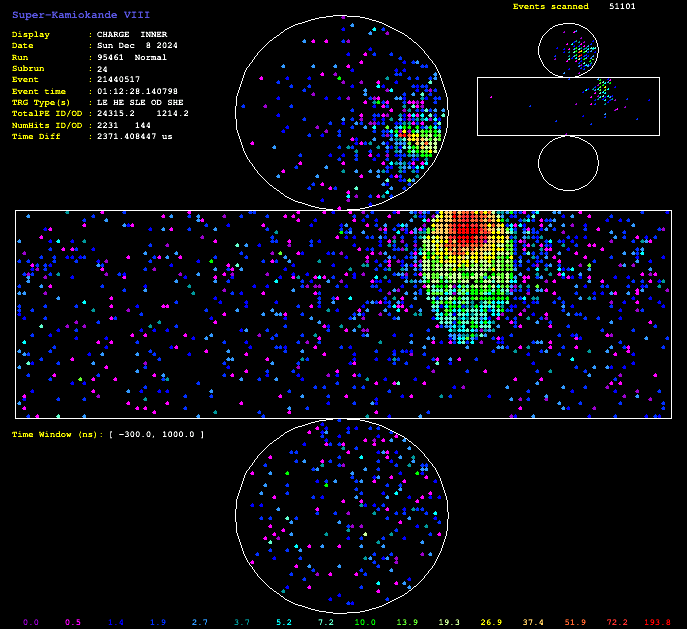 Super-Kamiokande VIII
Events scanned 51101
Display : CHARGE INNER
Date : Sun Dec 8 2024
Run : 95461 Normal
Subrun : 24
Event : 21440517
Event time : 01:12:28.140798
TRG Type(s) : LE HE SLE OD SHE
TotalPE ID/OD : 24315.2 1214.2
NumHits ID/OD : 2231 144
Time Diff : 2371.408447 us
Time Window (ns): [ -300.0, 1000.0 ]
0.0 0.5 1.4 1.9 2.7 3.7 5.2 7.2 10.0 13.9 19.3 26.9 37.4 51.9 72.2 193.8